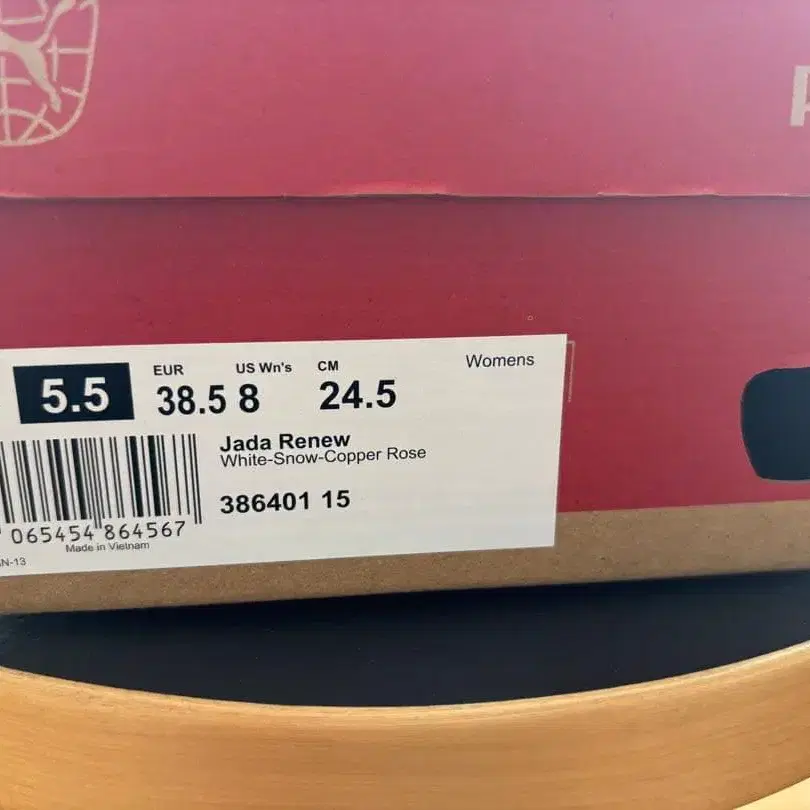 Womens
EUR US Wn's CM
5.5 38.5 8 24.5
Jada Renew
White-Snow-Copper Rose
386401 15
065454 864567
Made in Vietnam